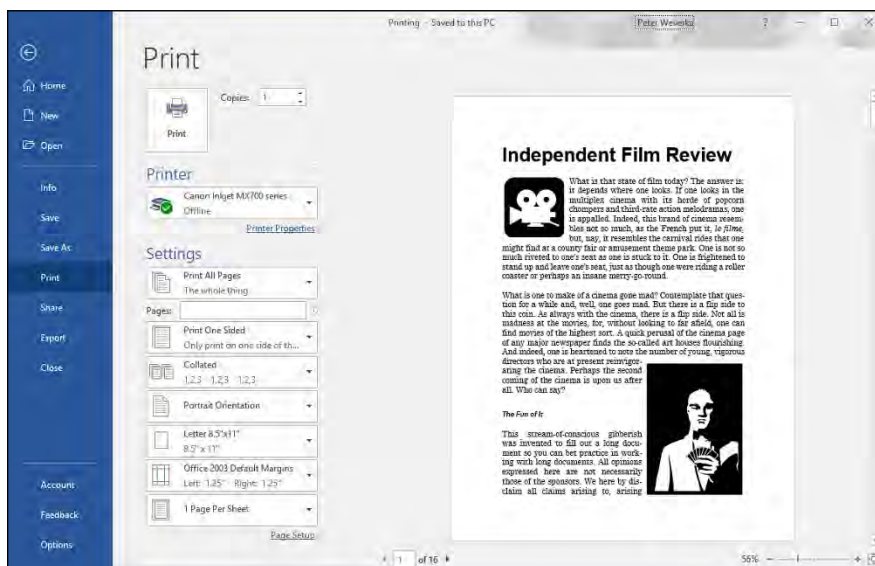 Printing - Saved to this PC
Peter Weverka
?
Home
New
Open
Info
Save
Save As
Print
Share
Export
Close
Account
Feedback
Options
Print
Print
Copies: 1
Printer
Canon Inkjet MX700 series
Offline
Printer Properties
Settings
Print All Pages
The whole thing
Pages:
Print One Sided
Only print on one side of th...
Collated
1,2,3 1,2,3 1,2,3
Portrait Orientation
Letter 8.5"x11"
8.5" x 11"
Office 2003 Default Margins
Left: 1.25" Right: 1.25"
1 Page Per Sheet
Page Setup
Independent Film Review
What is that state of film today? The answer is:
it depends where one looks. If one looks in the
multiplex cinema with its herde of popcorn
chompers and third-rate action melodramas, one
is appalled. Indeed, this brand of cinema resem-
bles not so much, as the French put it, le filme,
but, nay, it resembles the carnival rides that one
might find at a county fair or amusement theme park. One is not so
much riveted to one's seat as one is stuck to it. One is frightened to
stand up and leave one's seat, just as though one were riding a roller
coaster or perhaps an insane merry-go-round.
What is one to make of a cinema gone mad? Contemplate that ques-
tion for a while and, well, one goes mad. But there is a flip side to
this coin. As always with the cinema, there is a flip side. Not all is
madness at the movies, for, without looking to far afield, one can
find movies of the highest sort. A quick perusal of the cinema page
of any major newspaper finds the so-called art houses flourishing.
And indeed, one is heartened to note the number of young, vigorous
directors who are at present reinvigor-
ating the cinema. Perhaps the second
coming of the cinema is upon us after
all. Who can say?
The Fun of It
This stream-of-conscious gibberish
was invented to fill out a long docu-
ment so you can bet practice in work-
ing with long documents. All opinions
expressed here are not necessarily
those of the sponsors. We here by dis-
claim all claims arising to, arising
1 of 16
56%